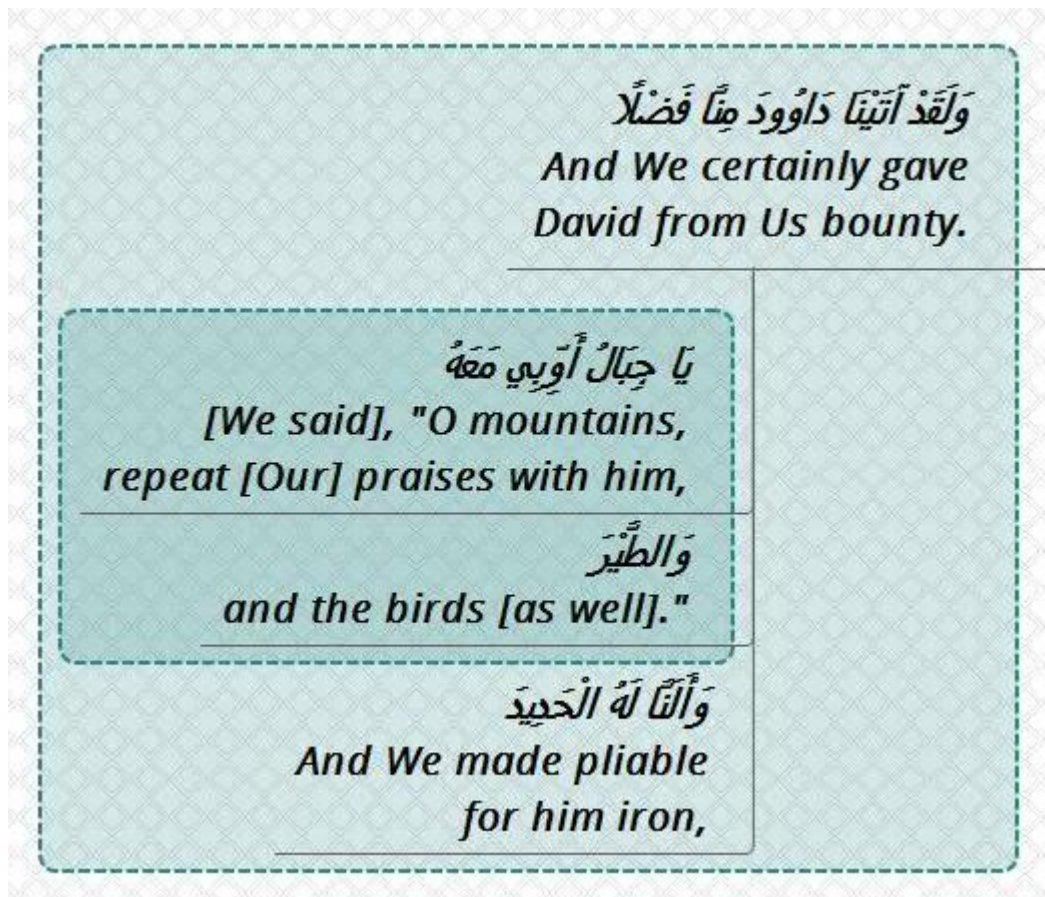 وَلَقَدْ آتَيْنَا دَاوُودَ مِنَّا فَضْلًا
And We certainly gave
David from Us bounty.
يَا جِبَالُ أَوِّبِي مَعَهُ
[We said], "O mountains,
repeat [Our] praises with him,
وَالطَّيْرَ
and the birds [as well]."
وَأَلَنَّا لَهُ الْحَدِيدَ
And We made pliable
for him iron,